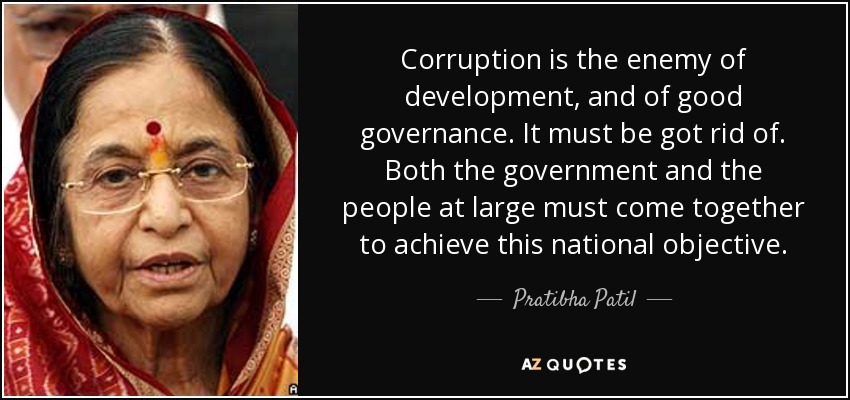 Corruption is the enemy of
development, and of good
governance. It must be got rid of.
Both the government and the
people at large must come together
to achieve this national objective.
— Pratibha Patil —
AZ QUOTES
A